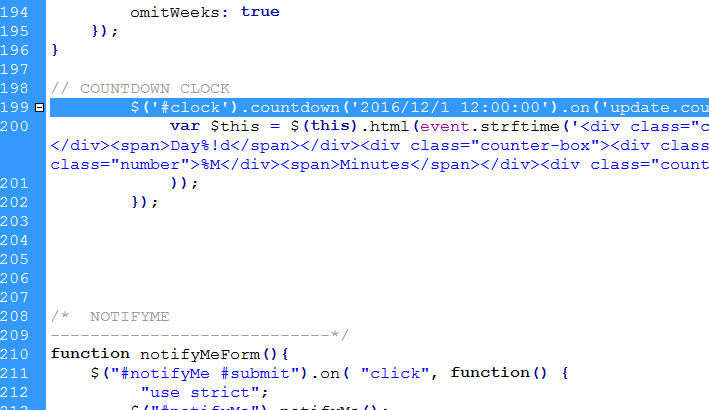 194 omitWeeks: true
195 });
196 }
197
198 // COUNTDOWN CLOCK
199 $('#clock').countdown('2016/12/1 12:00:00').on('update.cou
200 var $this = $(this).html(event.strftime('<div class="c
</div><span>Day%!d</span></div><div class="counter-box"><div clas
class="number">%M</div><span>Minutes</span></div><div class="count
201 ));
202 });
203
204
205
206
207
208 /* NOTIFYME
209 ----------------------------*/
210 function notifyMeForm(){
211 $("#notifyMe #submit").on( "click", function() {
212 "use strict";
$("#notifyMe").notifyMe();